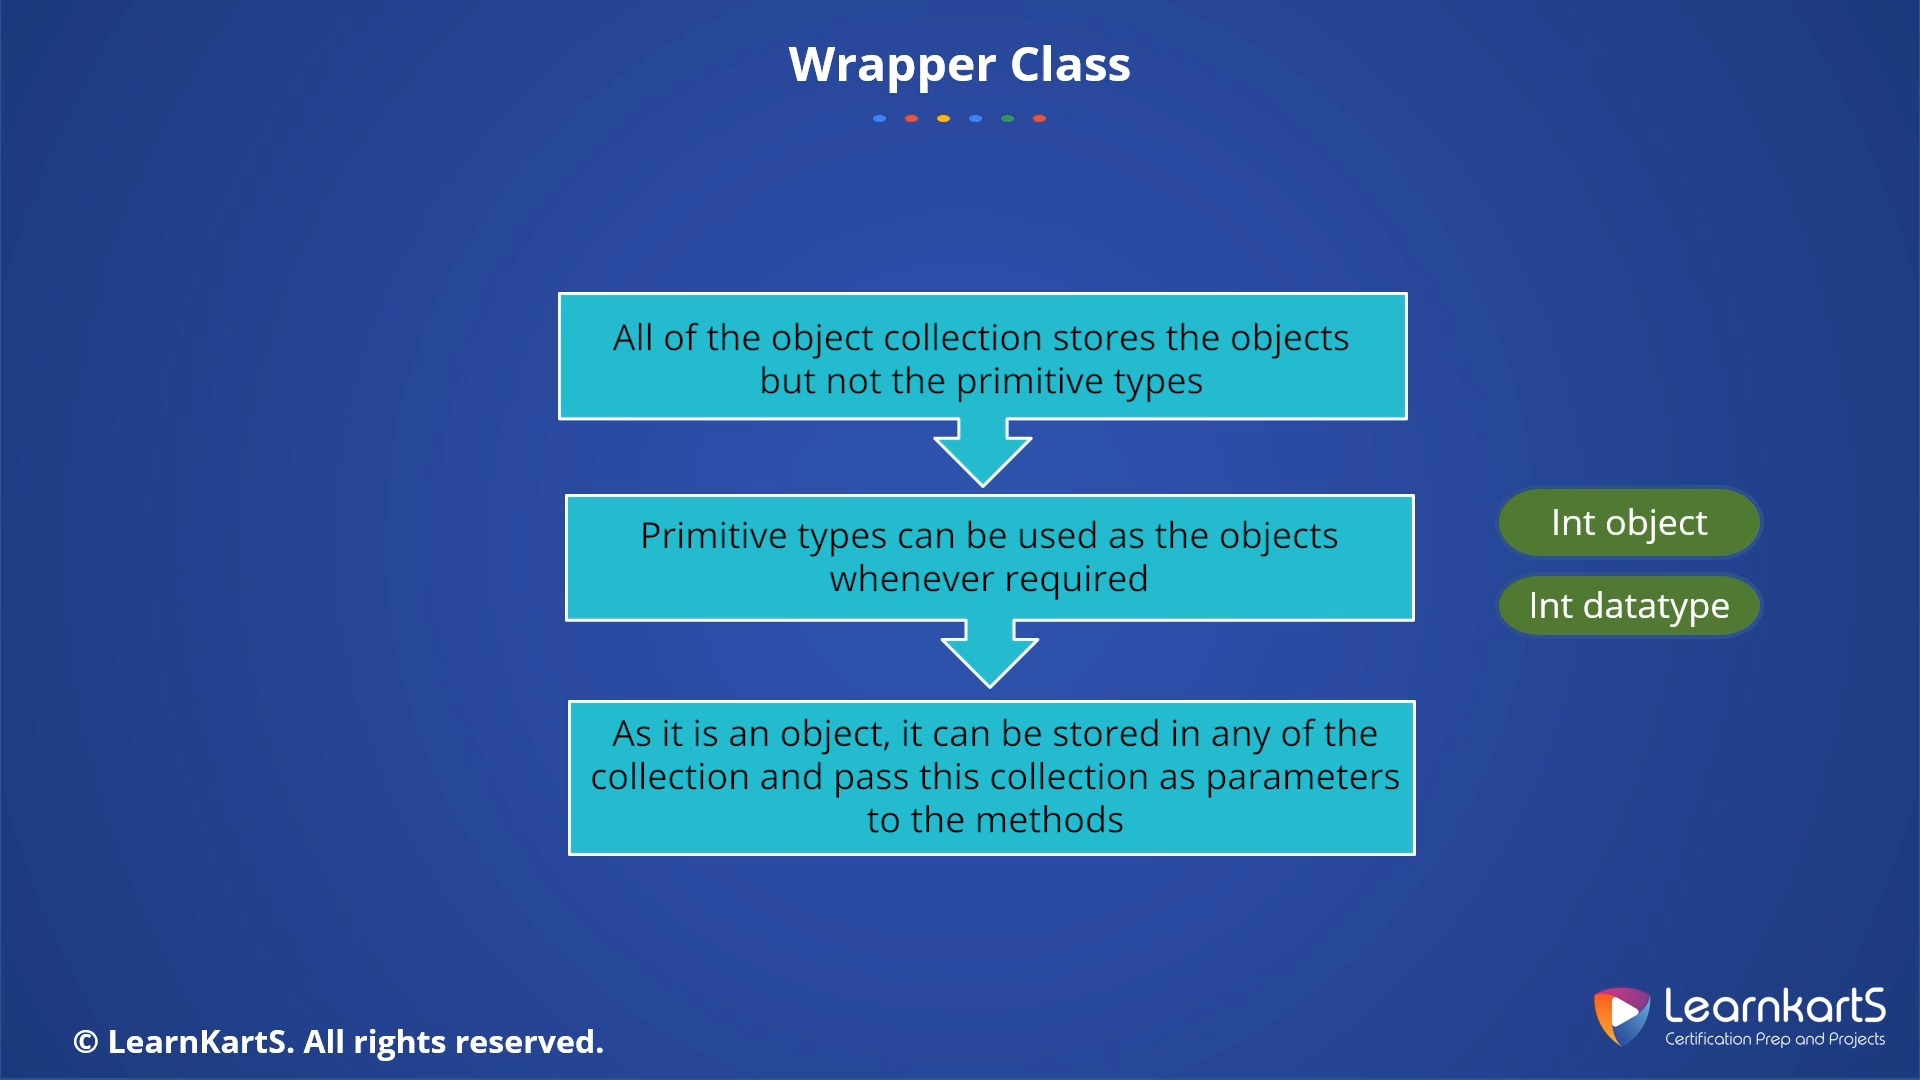 Wrapper Class
All of the object collection stores the objects
but not the primitive types
Primitive types can be used as the objects
whenever required
Int object
Int datatype
As it is an object, it can be stored in any of the
collection and pass this collection as parameters
to the methods
© LearnKartS. All rights reserved.
LearnkartS
Certification Prep and Projects